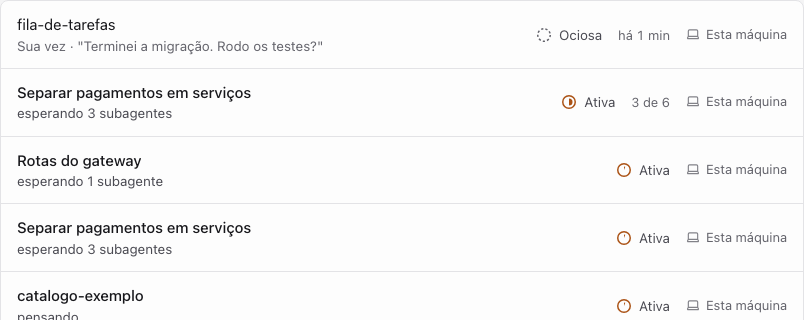 fila-de-tarefas
Sua vez · "Terminei a migração. Rodo os testes?"
Ociosa há 1 min Esta máquina
Separar pagamentos em serviços
esperando 3 subagentes
Ativa 3 de 6 Esta máquina
Rotas do gateway
esperando 1 subagente
Ativa Esta máquina
Separar pagamentos em serviços
esperando 3 subagentes
Ativa Esta máquina
catalogo-exemplo
pensando
Ativa Esta máquina